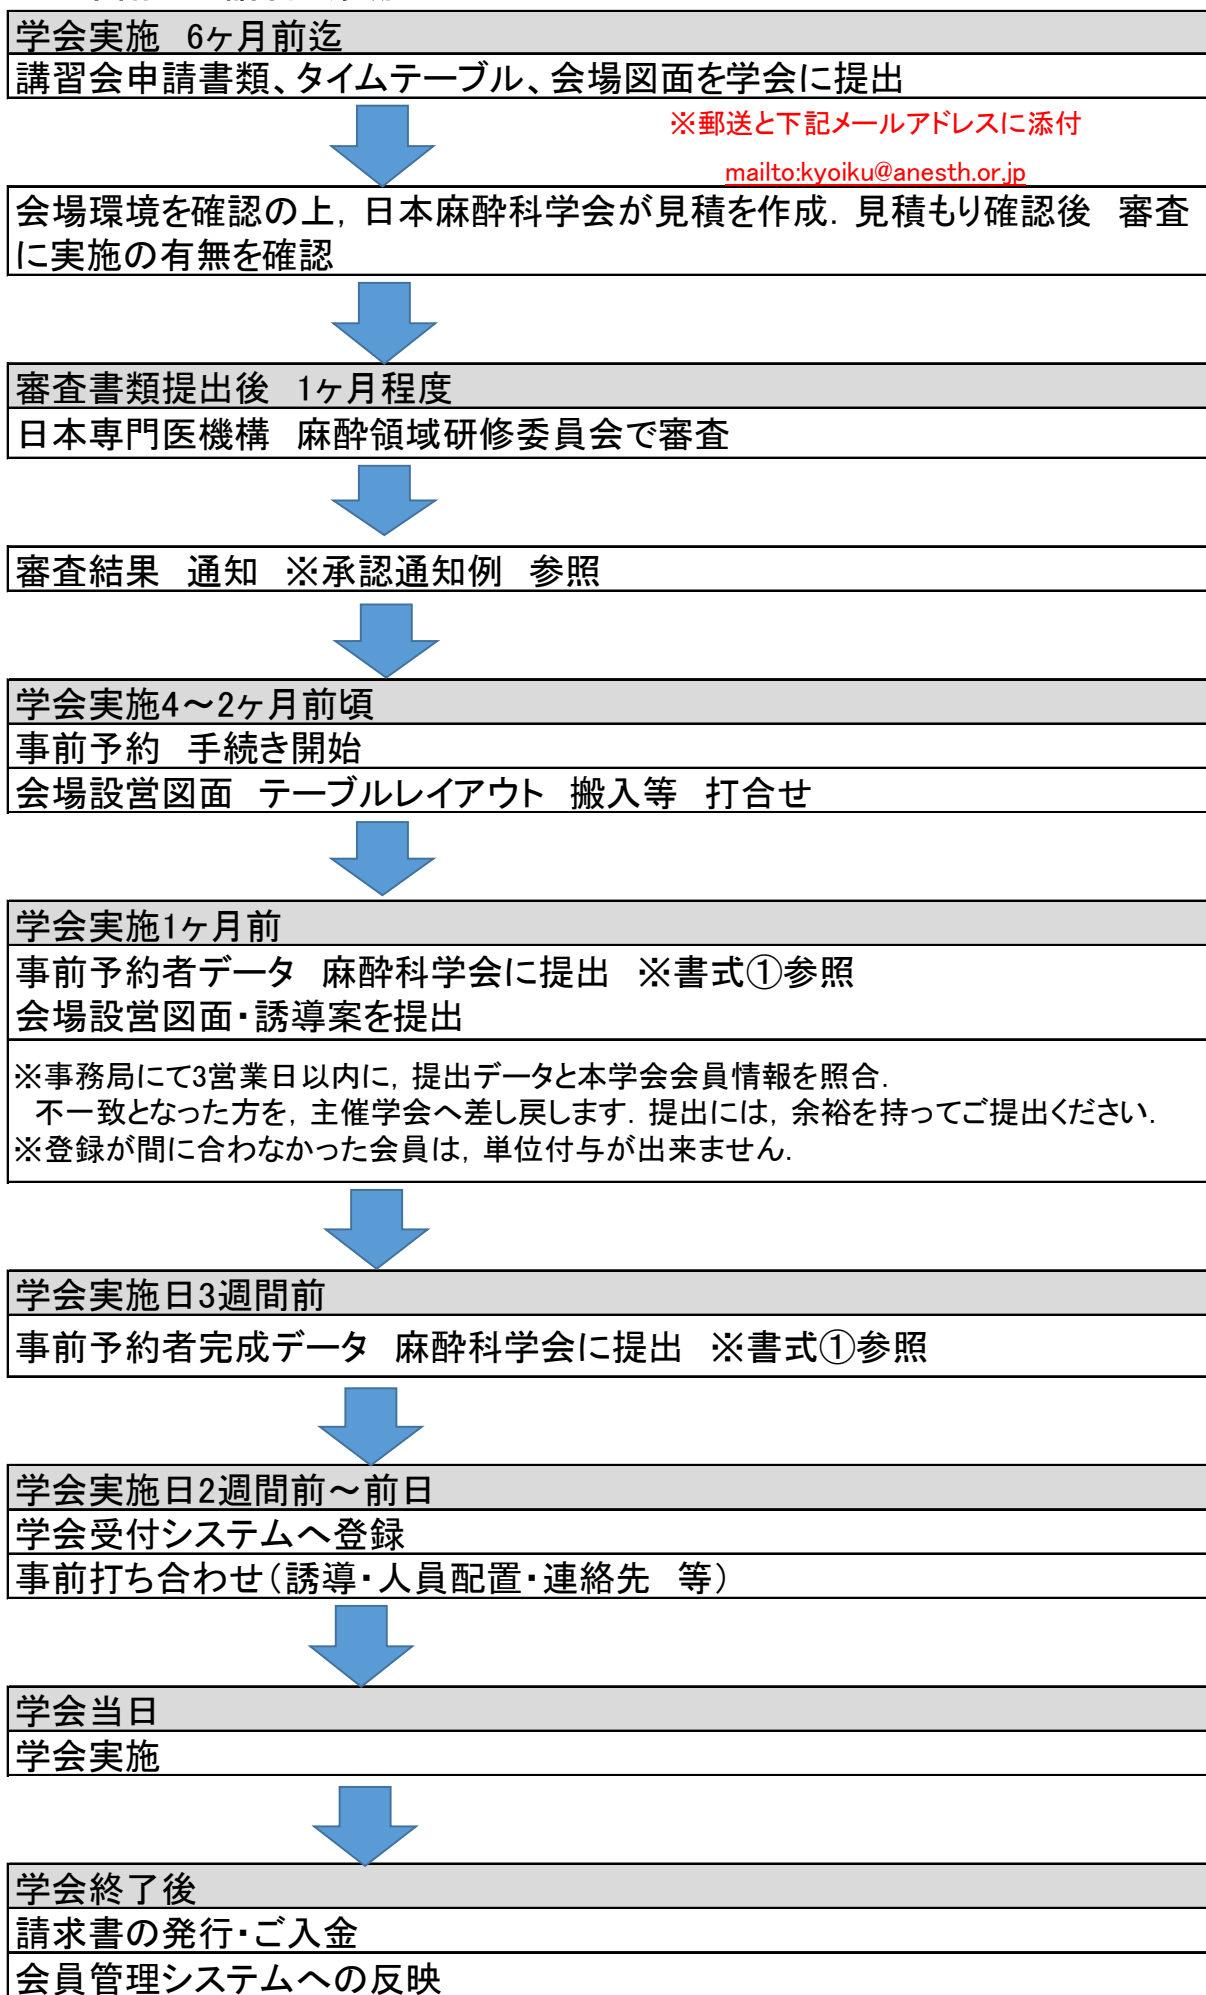 学会実施　6ヶ月前迄
講習会申請書類、タイムテーブル、会場図面を学会に提出
※郵送と下記メールアドレスに添付
mailto:kyoiku@anesth.or.jp
会場環境を確認の上，日本麻酔科学会が見積を作成．見積もり確認後　審査
に実施の有無を確認
審査書類提出後　1ヶ月程度
日本専門医機構　麻酔領域研修委員会で審査
審査結果　通知　※承認通知例　参照
学会実施4～2ヶ月前頃
事前予約　手続き開始
会場設営図面　テーブルレイアウト　搬入等　打合せ
学会実施1ヶ月前
事前予約者データ　麻酔科学会に提出　※書式①参照
会場設営図面・誘導案を提出
※事務局にて3営業日以内に，提出データと本学会会員情報を照合．
不一致となった方を，主催学会へ差し戻します．提出には，余裕を持ってご提出ください．
※登録が間に合わなかった会員は，単位付与が出来ません．
学会実施日3週間前
事前予約者完成データ　麻酔科学会に提出　※書式①参照
学会実施日2週間前～前日
学会受付システムへ登録
事前打ち合わせ（誘導・人員配置・連絡先　等）
学会当日
学会実施
学会終了後
請求書の発行・ご入金
会員管理システムへの反映